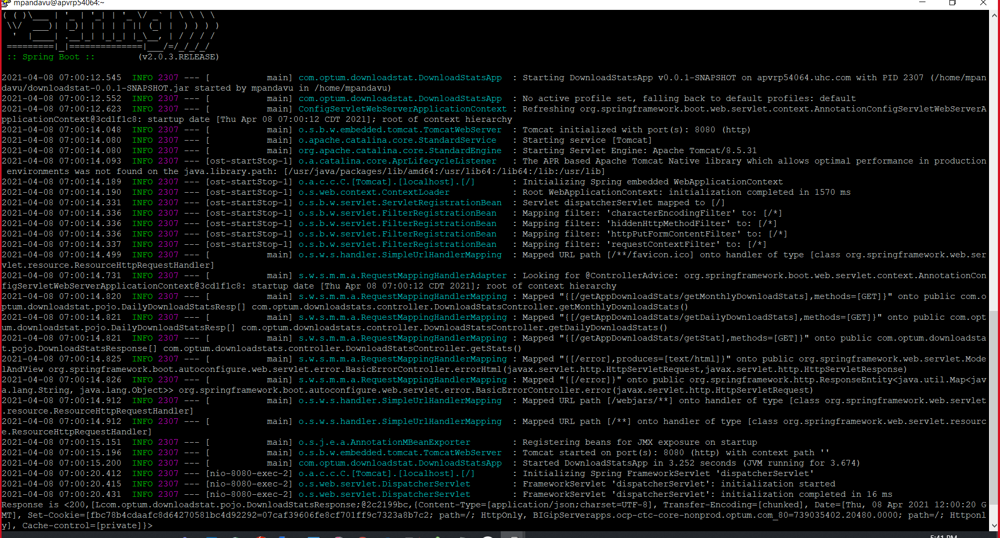 mpandavu@apvrp54064:~
( ( )\___ | '_ | '_| | '_ \/ _` | \ \ \ \
 \\/  ___)| |_)| | | | | || (_| |  ) ) ) )
  '  |____| .__|_| |_|_| |_\__, | / / / /
 =========|_|==============|___/=/_/_/_/
 :: Spring Boot ::        (v2.0.3.RELEASE)
2021-04-08 07:00:12.545  INFO 2307 --- [           main] com.optum.downloadstat.DownloadStatsApp  : Starting DownloadStatsApp v0.0.1-SNAPSHOT on apvrp54064.uhc.com with PID 2307 (/home/mpan
davu/downloadstat-0.0.1-SNAPSHOT.jar started by mpandavu in /home/mpandavu)
2021-04-08 07:00:12.552  INFO 2307 --- [           main] com.optum.downloadstat.DownloadStatsApp  : No active profile set, falling back to default profiles: default
2021-04-08 07:00:12.623  INFO 2307 --- [           main] ConfigServletWebServerApplicationContext : Refreshing org.springframework.boot.web.servlet.context.AnnotationConfigServletWebServerA
pplicationContext@3cd1f1c8: startup date [Thu Apr 08 07:00:12 CDT 2021]; root of context hierarchy
2021-04-08 07:00:14.048  INFO 2307 --- [           main] o.s.b.w.embedded.tomcat.TomcatWebServer  : Tomcat initialized with port(s): 8080 (http)
2021-04-08 07:00:14.080  INFO 2307 --- [           main] o.apache.catalina.core.StandardService   : Starting service [Tomcat]
2021-04-08 07:00:14.080  INFO 2307 --- [           main] org.apache.catalina.core.StandardEngine  : Starting Servlet Engine: Apache Tomcat/8.5.31
2021-04-08 07:00:14.093  INFO 2307 --- [ost-startStop-1] o.a.catalina.core.AprLifecycleListener   : The APR based Apache Tomcat Native library which allows optimal performance in production
 environments was not found on the java.library.path: [/usr/java/packages/lib/amd64:/usr/lib64:/lib64:/lib:/usr/lib]
2021-04-08 07:00:14.189  INFO 2307 --- [ost-startStop-1] o.a.c.c.C.[Tomcat].[localhost].[/]       : Initializing Spring embedded WebApplicationContext
2021-04-08 07:00:14.190  INFO 2307 --- [ost-startStop-1] o.s.web.context.ContextLoader            : Root WebApplicationContext: initialization completed in 1570 ms
2021-04-08 07:00:14.331  INFO 2307 --- [ost-startStop-1] o.s.b.w.servlet.ServletRegistrationBean  : Servlet dispatcherServlet mapped to [/]
2021-04-08 07:00:14.336  INFO 2307 --- [ost-startStop-1] o.s.b.w.servlet.FilterRegistrationBean   : Mapping filter: 'characterEncodingFilter' to: [/*]
2021-04-08 07:00:14.336  INFO 2307 --- [ost-startStop-1] o.s.b.w.servlet.FilterRegistrationBean   : Mapping filter: 'hiddenHttpMethodFilter' to: [/*]
2021-04-08 07:00:14.336  INFO 2307 --- [ost-startStop-1] o.s.b.w.servlet.FilterRegistrationBean   : Mapping filter: 'httpPutFormContentFilter' to: [/*]
2021-04-08 07:00:14.337  INFO 2307 --- [ost-startStop-1] o.s.b.w.servlet.FilterRegistrationBean   : Mapping filter: 'requestContextFilter' to: [/*]
2021-04-08 07:00:14.499  INFO 2307 --- [           main] o.s.w.s.handler.SimpleUrlHandlerMapping  : Mapped URL path [/**/favicon.ico] onto handler of type [class org.springframework.web.ser
vlet.resource.ResourceHttpRequestHandler]
2021-04-08 07:00:14.731  INFO 2307 --- [           main] s.w.s.m.m.a.RequestMappingHandlerAdapter : Looking for @ControllerAdvice: org.springframework.boot.web.servlet.context.AnnotationCon
figServletWebServerApplicationContext@3cd1f1c8: startup date [Thu Apr 08 07:00:12 CDT 2021]; root of context hierarchy
2021-04-08 07:00:14.820  INFO 2307 --- [           main] s.w.s.m.m.a.RequestMappingHandlerMapping : Mapped "{[/getAppDownloadStats/getMonthlyDownloadStats],methods=[GET]}" onto public com.o
ptum.downloadstat.pojo.DailyDownloadStatsResp[] com.optum.downloadstats.controller.DownloadStatsController.getMonthlyDownloadStats()
2021-04-08 07:00:14.821  INFO 2307 --- [           main] s.w.s.m.m.a.RequestMappingHandlerMapping : Mapped "{[/getAppDownloadStats/getDailyDownloadStats],methods=[GET]}" onto public com.opt
um.downloadstat.pojo.DailyDownloadStatsResp[] com.optum.downloadstats.controller.DownloadStatsController.getDailyDownloadStats()
2021-04-08 07:00:14.821  INFO 2307 --- [           main] s.w.s.m.m.a.RequestMappingHandlerMapping : Mapped "{[/getAppDownloadStats/getStat],methods=[GET]}" onto public com.optum.downloadsta
t.pojo.DownloadStatsResponse[] com.optum.downloadstats.controller.DownloadStatsController.getStats()
2021-04-08 07:00:14.825  INFO 2307 --- [           main] s.w.s.m.m.a.RequestMappingHandlerMapping : Mapped "{[/error],produces=[text/html]}" onto public org.springframework.web.servlet.Mode
lAndView org.springframework.boot.autoconfigure.web.servlet.error.BasicErrorController.errorHtml(javax.servlet.http.HttpServletRequest,javax.servlet.http.HttpServletResponse)
2021-04-08 07:00:14.826  INFO 2307 --- [           main] s.w.s.m.m.a.RequestMappingHandlerMapping : Mapped "{[/error]}" onto public org.springframework.http.ResponseEntity<java.util.Map<jav
a.lang.String, java.lang.Object>> org.springframework.boot.autoconfigure.web.servlet.error.BasicErrorController.error(javax.servlet.http.HttpServletRequest)
2021-04-08 07:00:14.912  INFO 2307 --- [           main] o.s.w.s.handler.SimpleUrlHandlerMapping  : Mapped URL path [/webjars/**] onto handler of type [class org.springframework.web.servlet
.resource.ResourceHttpRequestHandler]
2021-04-08 07:00:14.912  INFO 2307 --- [           main] o.s.w.s.handler.SimpleUrlHandlerMapping  : Mapped URL path [/**] onto handler of type [class org.springframework.web.servlet.resourc
e.ResourceHttpRequestHandler]
2021-04-08 07:00:15.151  INFO 2307 --- [           main] o.s.j.e.a.AnnotationMBeanExporter        : Registering beans for JMX exposure on startup
2021-04-08 07:00:15.196  INFO 2307 --- [           main] o.s.b.w.embedded.tomcat.TomcatWebServer  : Tomcat started on port(s): 8080 (http) with context path ''
2021-04-08 07:00:15.200  INFO 2307 --- [           main] com.optum.downloadstat.DownloadStatsApp  : Started DownloadStatsApp in 3.252 seconds (JVM running for 3.674)
2021-04-08 07:00:20.412  INFO 2307 --- [nio-8080-exec-2] o.a.c.c.C.[Tomcat].[localhost].[/]       : Initializing Spring FrameworkServlet 'dispatcherServlet'
2021-04-08 07:00:20.415  INFO 2307 --- [nio-8080-exec-2] o.s.web.servlet.DispatcherServlet        : FrameworkServlet 'dispatcherServlet': initialization started
2021-04-08 07:00:20.431  INFO 2307 --- [nio-8080-exec-2] o.s.web.servlet.DispatcherServlet        : FrameworkServlet 'dispatcherServlet': initialization completed in 16 ms
Response is <200,[Lcom.optum.downloadstat.pojo.DownloadStatsResponse;@2c2199bc,{Content-Type=[application/json;charset=UTF-8], Transfer-Encoding=[chunked], Date=[Thu, 08 Apr 2021 12:00:20 G
MT], Set-Cookie=[fbc78b4cdaafc8d64270581bc4d92292=07caf39606fe8cf701ff9c7323a8b7c2; path=/; HttpOnly, BIGipServerapps.ocp-ctc-core-nonprod.optum.com_80=739035402.20480.0000; path=/; Httponl
y], Cache-control=[private]}>
5:41 PM